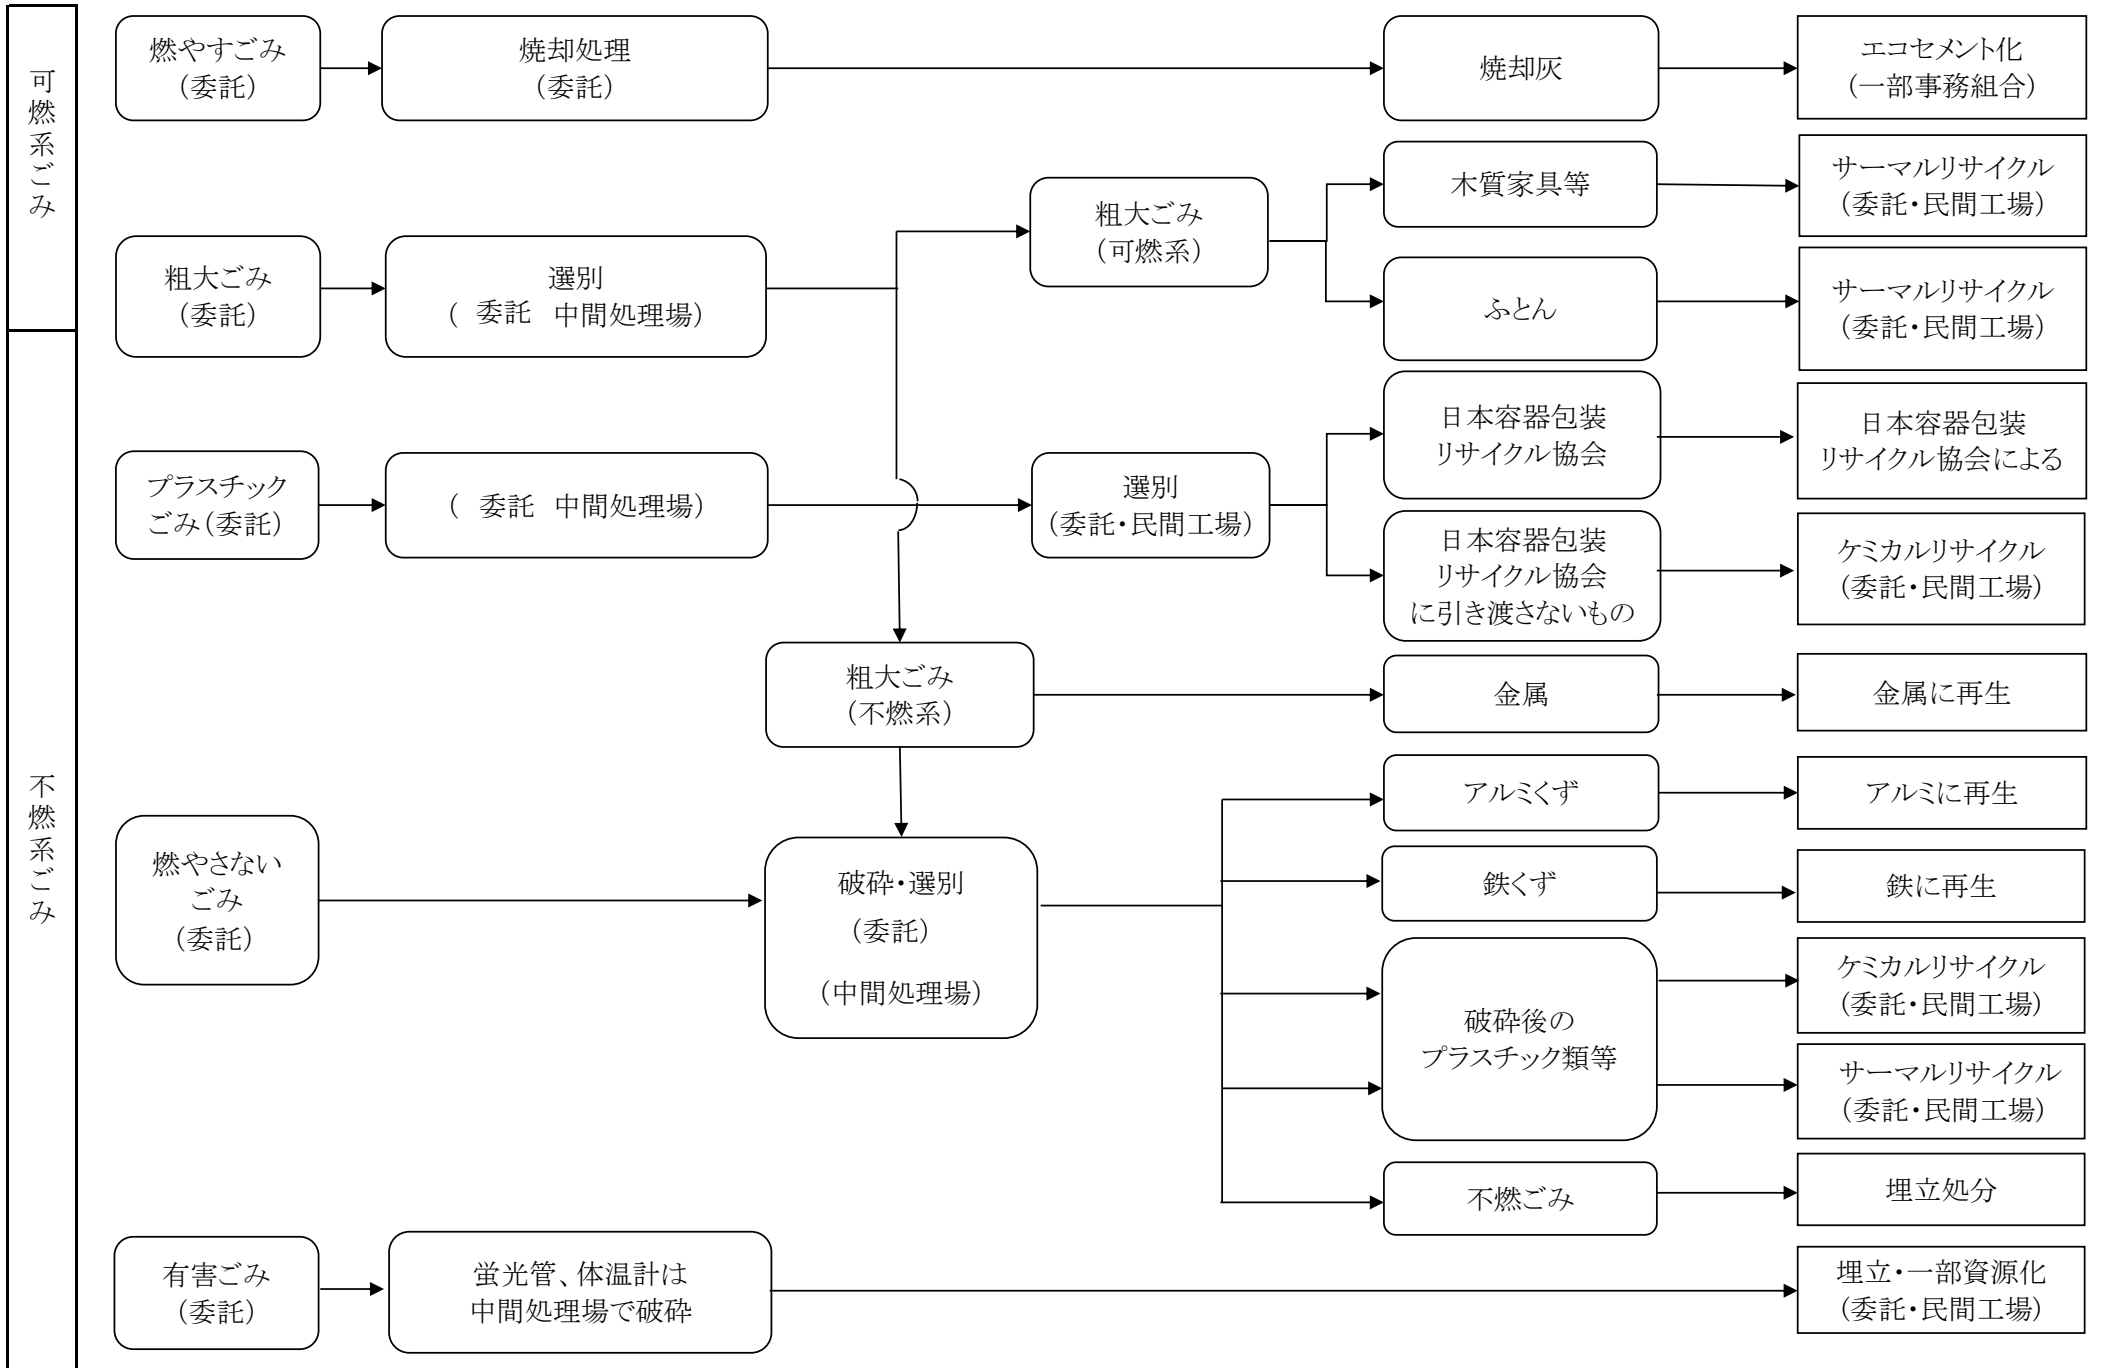 可燃系ごみ
燃やすごみ
（委託）
焼却処理
（委託）
焼却灰
エコセメント化
（一部事務組合）
粗大ごみ
（委託）
選別
（ 委託 中間処理場）
粗大ごみ
（可燃系）
木質家具等
サーマルリサイクル
（委託・民間工場）
ふとん
サーマルリサイクル
（委託・民間工場）
不燃系ごみ
プラスチック
ごみ（委託）
（ 委託 中間処理場）
選別
（委託・民間工場）
日本容器包装
リサイクル協会
日本容器包装
リサイクル協会による
日本容器包装
リサイクル協会
に引き渡さないもの
ケミカルリサイクル
（委託・民間工場）
粗大ごみ
（不燃系）
金属
金属に再生
燃やさない
ごみ
（委託）
破砕・選別
（委託）
（中間処理場）
アルミくず
アルミに再生
鉄くず
鉄に再生
破砕後の
プラスチック類等
ケミカルリサイクル
（委託・民間工場）
サーマルリサイクル
（委託・民間工場）
不燃ごみ
埋立処分
有害ごみ
（委託）
蛍光管、体温計は
中間処理場で破砕
埋立・一部資源化
（委託・民間工場）